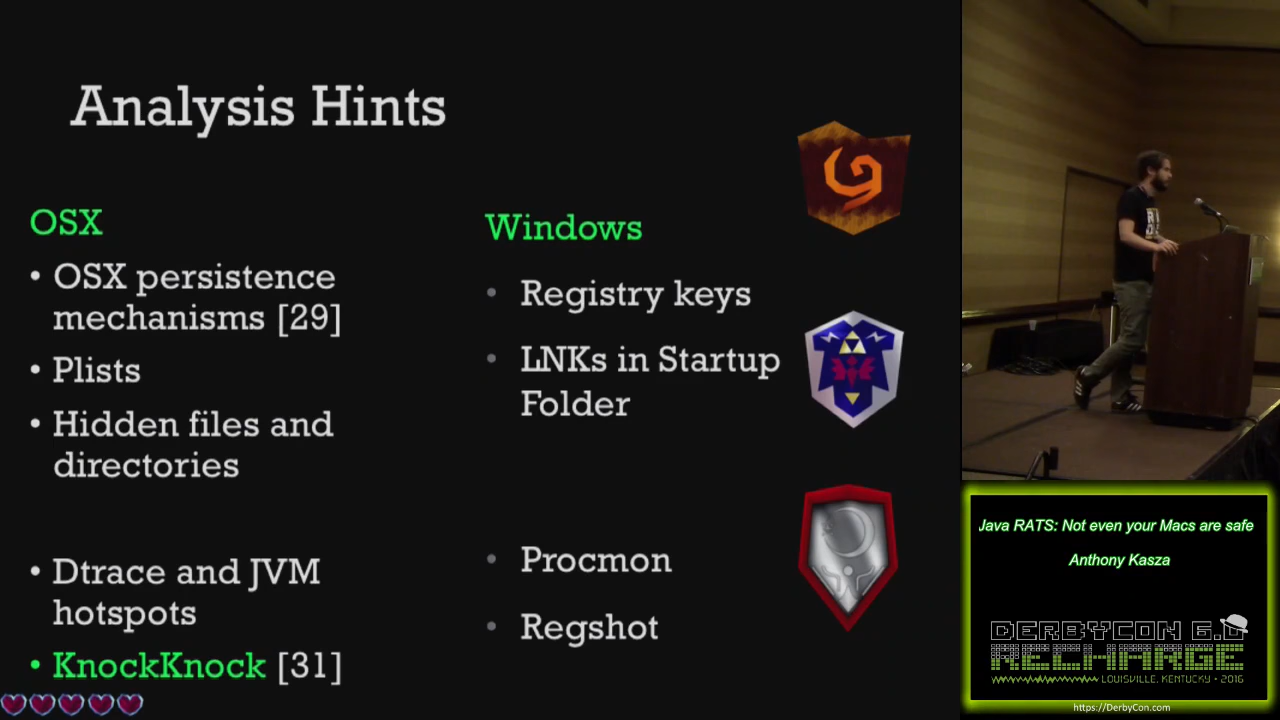 Analysis Hints
OSX
• OSX persistence
mechanisms [29]
• Plists
• Hidden files and
directories
• Dtrace and JVM
hotspots
• KnockKnock [31]
Windows
• Registry keys
• LNKs in Startup
Folder
• Procmon
• Regshot
Java RATS: Not even your Macs are safe
Anthony Kasza
DERBYCON 6.0
RECHARGE
LOUISVILLE, KENTUCKY • 2016
https://DerbyCon.com